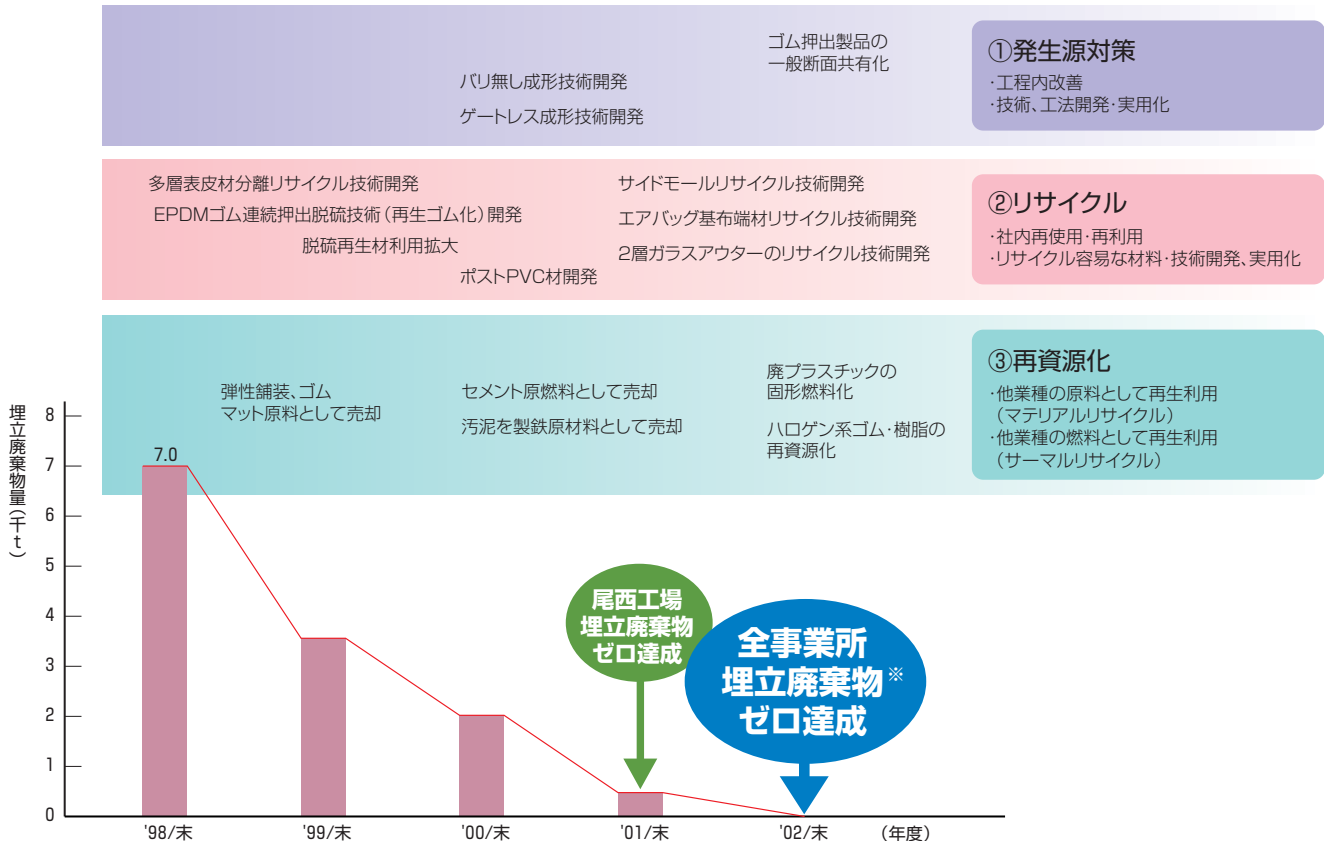 ゴム押出製品の
一般断面共有化
バリ無し成形技術開発
ゲートレス成形技術開発
①発生源対策
・工程内改善
・技術、工法開発・実用化
多層表皮材分離リサイクル技術開発
EPDMゴム連続押出脱硫技術(再生ゴム化)開発
脱硫再生材利用拡大
ポストPVC材開発
サイドモールリサイクル技術開発
エアバッグ基布端材リサイクル技術開発
2層ガラスアウターのリサイクル技術開発
②リサイクル
・社内再使用・再利用
・リサイクル容易な材料・技術開発、実用化
弾性舗装、ゴム
マット原料として売却
セメント原燃料として売却
汚泥を製鉄原材料として売却
廃プラスチックの
固形燃料化
ハロゲン系ゴム・樹脂の
再資源化
③再資源化
・他業種の原料として再生利用
(マテリアルリサイクル)
・他業種の燃料として再生利用
(サーマルリサイクル)
埋立廃棄物量(千t)
8
7
6
5
4
3
2
1
0
7.0
尾西工場
埋立廃棄物
ゼロ達成
全事業所
埋立廃棄物※
ゼロ達成
'98/末
'99/末
'00/末
'01/末
'02/末
(年度)